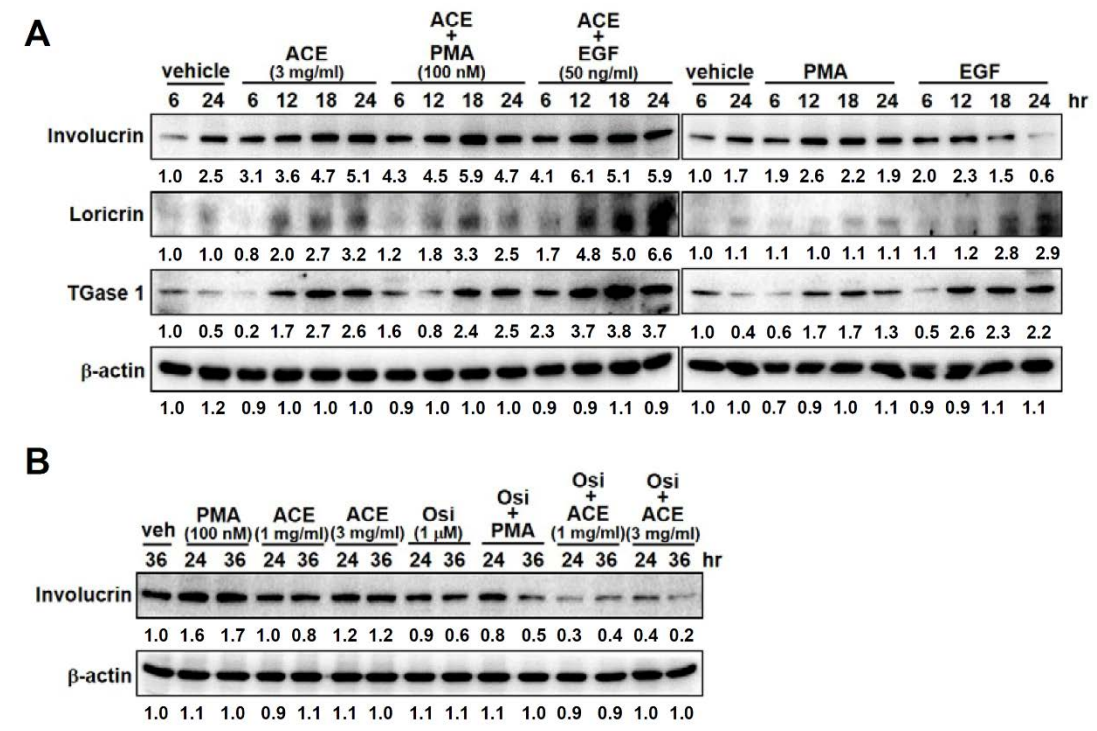 A
ACE
+
PMA
(100 nM)
ACE
+
EGF
(50 ng/ml)
ACE
(3 mg/ml)
vehicle
vehicle
PMA
EGF
6 24 6 12 18 24 6 12 18 24 6 12 18 24 6 24 6 12 18 24 6 12 18 24 hr
Involucrin
1.0 2.5 3.1 3.6 4.7 5.1 4.3 4.5 5.9 4.7 4.1 6.1 5.1 5.9 1.0 1.7 1.9 2.6 2.2 1.9 2.0 2.3 1.5 0.6
Loricrin
1.0 1.0 0.8 2.0 2.7 3.2 1.2 1.8 3.3 2.5 1.7 4.8 5.0 6.6 1.0 1.1 1.1 1.0 1.1 1.1 1.1 1.2 2.8 2.9
TGase 1
1.0 0.5 0.2 1.7 2.7 2.6 1.6 0.8 2.4 2.5 2.3 3.7 3.8 3.7 1.0 0.4 0.6 1.7 1.7 1.3 0.5 2.6 2.3 2.2
β-actin
1.0 1.2 0.9 1.0 1.0 1.0 0.9 1.0 1.0 1.0 0.9 0.9 1.1 0.9 1.0 1.0 0.7 0.9 1.0 1.1 0.9 0.9 1.1 1.1
B
veh
PMA
(100 nM)
ACE
(1 mg/ml)
ACE
(3 mg/ml)
Osi
(1 μM)
Osi
+
PMA
Osi
+
ACE
(1 mg/ml)
Osi
+
ACE
(3 mg/ml)
36 24 36 24 36 24 36 24 36 24 36 24 36 24 36 hr
Involucrin
1.0 1.6 1.7 1.0 0.8 1.2 1.2 0.9 0.6 0.8 0.5 0.3 0.4 0.4 0.2
β-actin
1.0 1.1 1.0 0.9 1.1 1.1 1.0 1.1 1.1 1.1 1.0 0.9 0.9 1.0 1.0